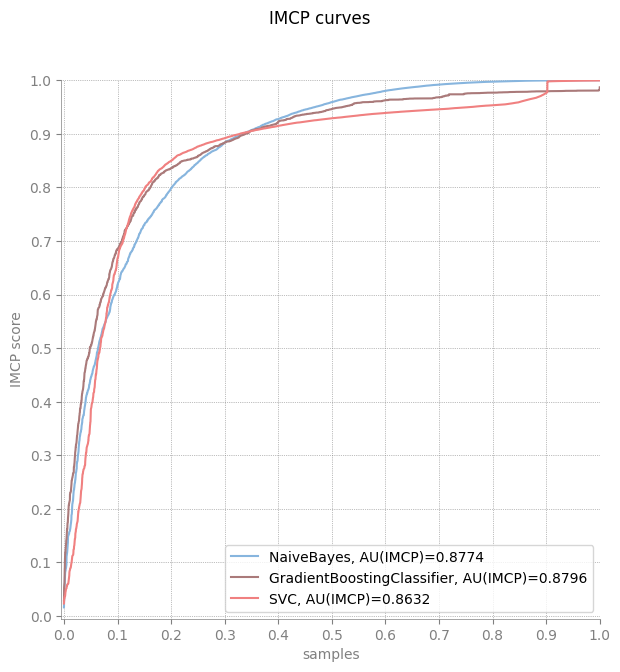 IMCP curves
IMCP score
1.0
0.9
0.8
0.7
0.6
0.5
0.4
0.3
0.2
0.1
0.0
NaiveBayes, AU(IMCP)=0.8774
GradientBoostingClassifier, AU(IMCP)=0.8796
SVC, AU(IMCP)=0.8632
0.0 0.1 0.2 0.3 0.4 0.5 0.6 0.7 0.8 0.9 1.0
samples